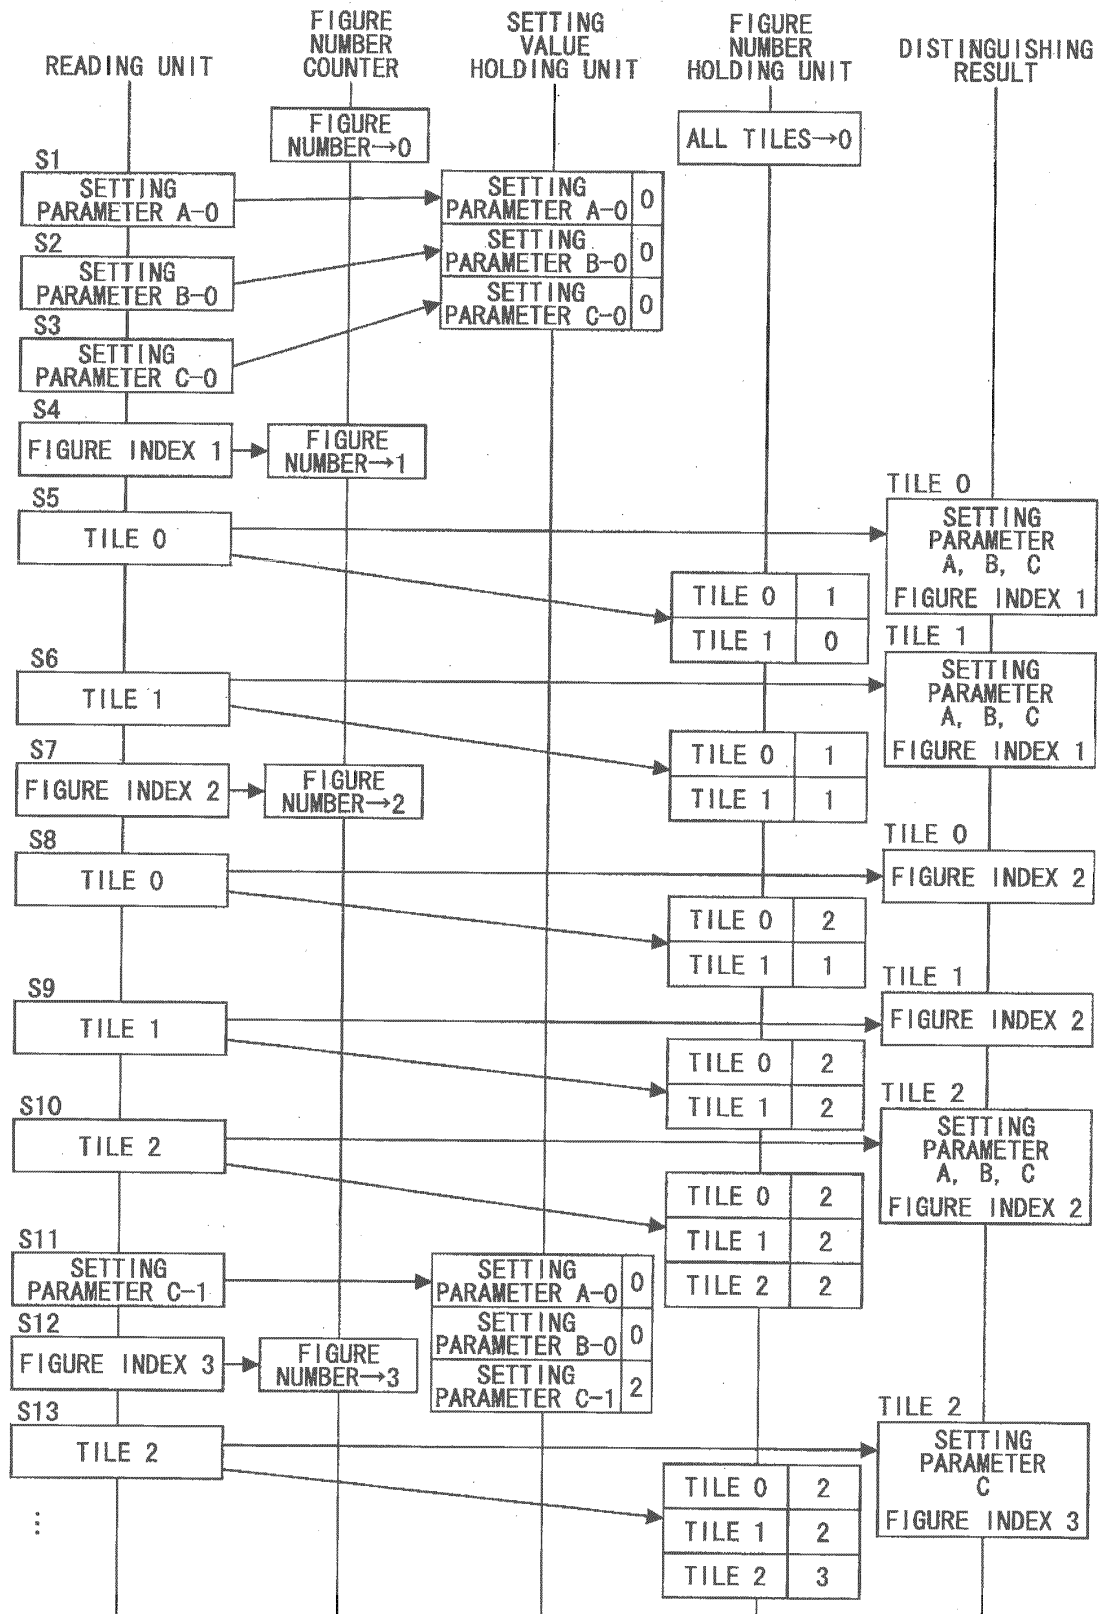 READING UNIT
FIGURE
NUMBER
COUNTER
SETTING
VALUE
HOLDING UNIT
FIGURE
NUMBER
HOLDING UNIT
DISTINGUISHING
RESULT
FIGURE
NUMBER→0
ALL TILES→0
S1
SETTING
PARAMETER A-0
SETTING
PARAMETER A-0
0
S2
SETTING
PARAMETER B-0
SETTING
PARAMETER B-0
0
S3
SETTING
PARAMETER C-0
SETTING
PARAMETER C-0
0
S4
FIGURE INDEX 1
FIGURE
NUMBER→1
S5
TILE 0
TILE 0
SETTING
PARAMETER
A, B, C
FIGURE INDEX 1
TILE 0 1
TILE 1 0
S6
TILE 1
TILE 1
SETTING
PARAMETER
A, B, C
FIGURE INDEX 1
TILE 0 1
TILE 1 1
S7
FIGURE INDEX 2
FIGURE
NUMBER→2
S8
TILE 0
TILE 0
FIGURE INDEX 2
TILE 0 2
TILE 1 1
S9
TILE 1
TILE 1
FIGURE INDEX 2
TILE 0 2
TILE 1 2
S10
TILE 2
TILE 2
SETTING
PARAMETER
A, B, C
FIGURE INDEX 2
TILE 0 2
TILE 1 2
TILE 2 2
S11
SETTING
PARAMETER C-1
SETTING
PARAMETER A-0
0
SETTING
PARAMETER B-0
0
SETTING
PARAMETER C-1
2
S12
FIGURE INDEX 3
FIGURE
NUMBER→3
S13
TILE 2
TILE 2
SETTING
PARAMETER
C
FIGURE INDEX 3
TILE 0 2
TILE 1 2
TILE 2 3
⋮